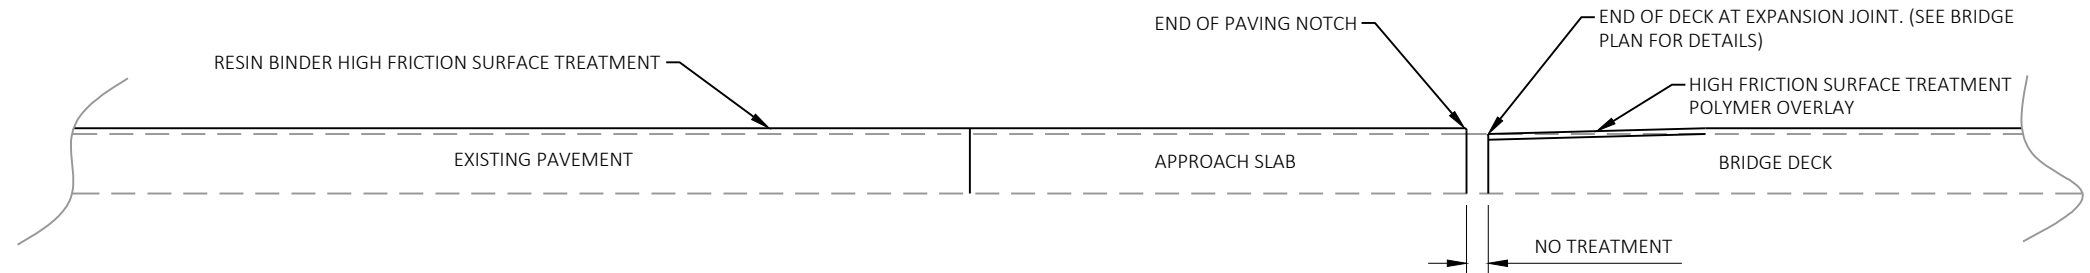 END OF PAVING NOTCH
END OF DECK AT EXPANSION JOINT. (SEE BRIDGE
PLAN FOR DETAILS)
RESIN BINDER HIGH FRICTION SURFACE TREATMENT
HIGH FRICTION SURFACE TREATMENT
POLYMER OVERLAY
EXISTING PAVEMENT
APPROACH SLAB
BRIDGE DECK
NO TREATMENT